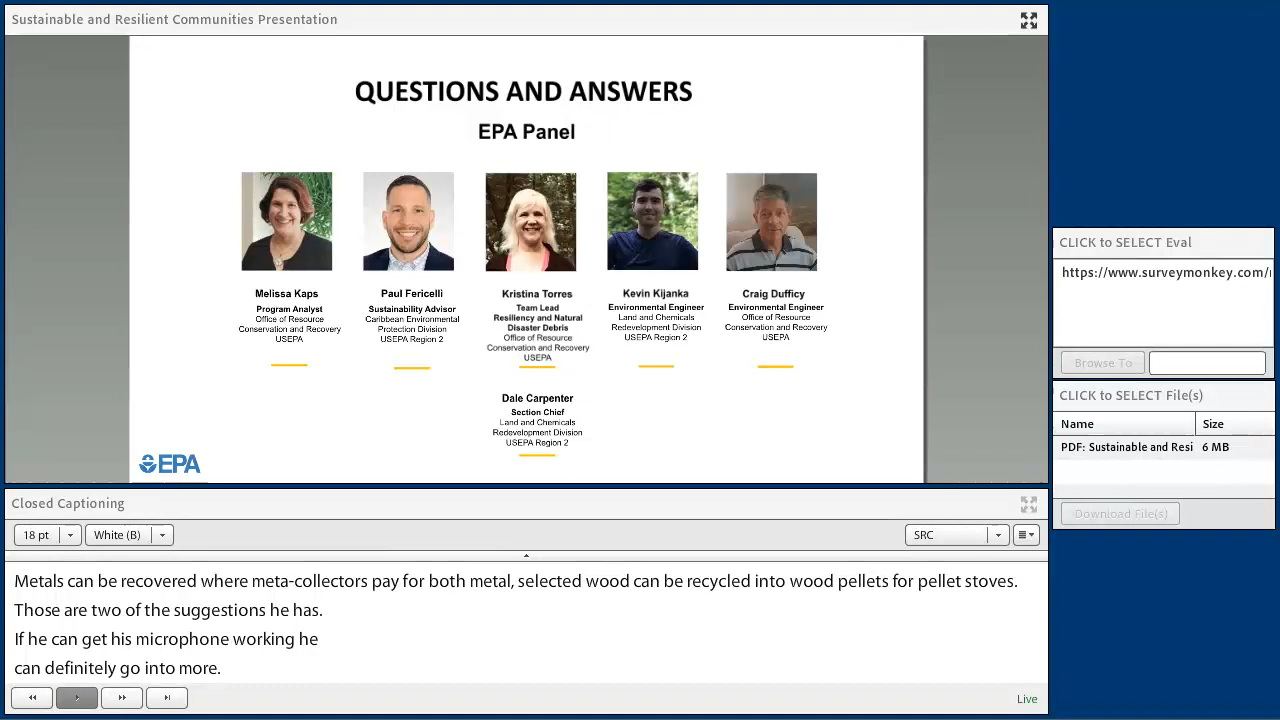 Sustainable and Resilient Communities Presentation
QUESTIONS AND ANSWERS
EPA Panel
Melissa Kaps
Program Analyst
Office of Resource
Conservation and Recovery
USEPA
Paul Fericelli
Sustainability Advisor
Caribbean Environmental
Protection Division
USEPA Region 2
Kristina Torres
Team Lead
Resiliency and Natural
Disaster Debris
Office of Resource
Conservation and Recovery
USEPA
Kevin Kijanka
Environmental Engineer
Land and Chemicals
Redevelopment Division
USEPA Region 2
Craig Dufficy
Environmental Engineer
Office of Resource
Conservation and Recovery
USEPA
Dale Carpenter
Section Chief
Land and Chemicals
Redevelopment Division
USEPA Region 2
EPA
CLICK to SELECT Eval
https://www.surveymonkey.com/
Browse To
CLICK to SELECT File(s)
Name Size
PDF: Sustainable and Resi 6 MB
Download File(s)
Closed Captioning
18 pt White (B) SRC
Metals can be recovered where meta-collectors pay for both metal, selected wood can be recycled into wood pellets for pellet stoves.
Those are two of the suggestions he has.
If he can get his microphone working he
can definitely go into more.
Live